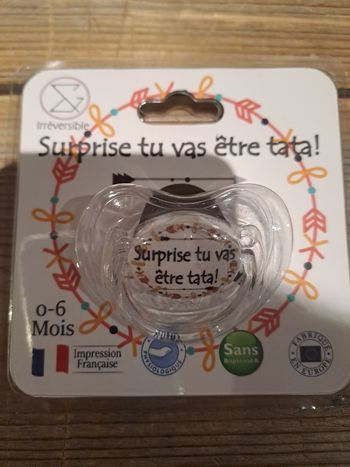 Irréversible
Surprise tu vas être tata!
Surprise tu vas
être tata!
0-6
Mois
Impression
Française
PHYSIOLOGIQUE
Sans
FABRIQUÉ
EN EUROPE